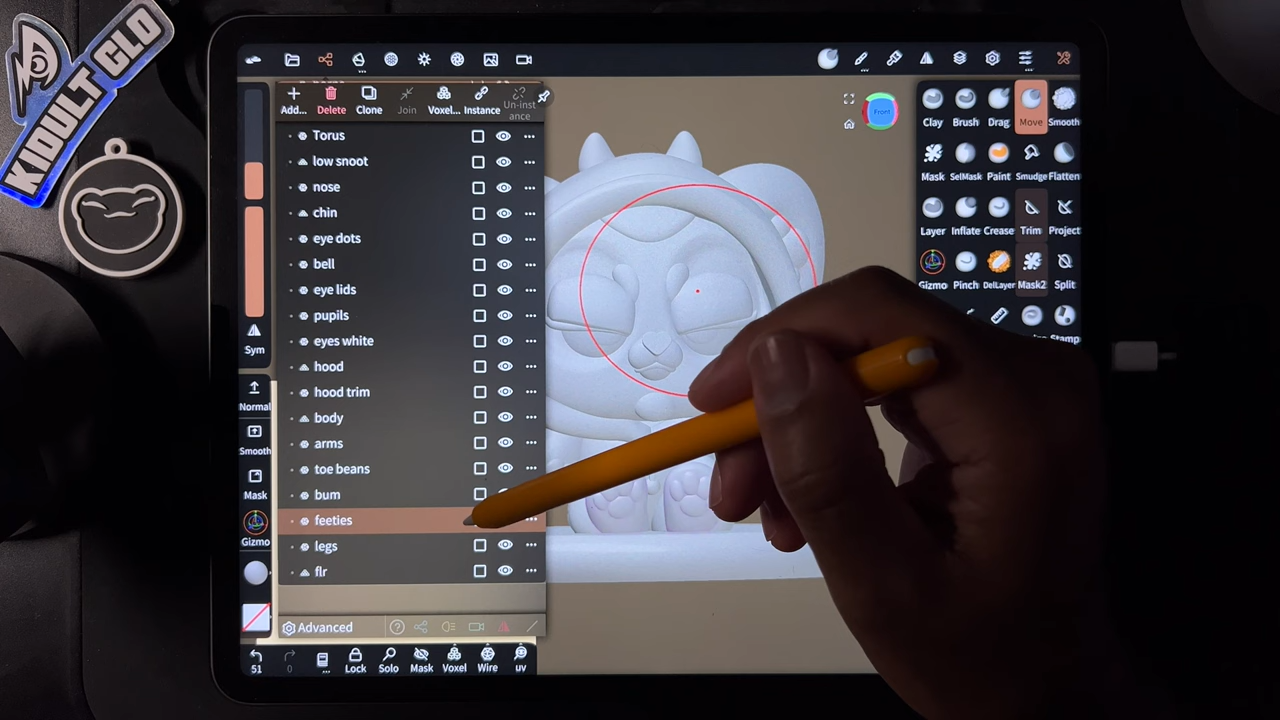 KIDULT CLO
Add...
Delete
Clone
Join
Voxel...
Instance
Un-inst
ance
Torus
low snoot
nose
chin
eye dots
bell
eye lids
pupils
eyes white
hood
hood trim
body
arms
toe beans
bum
feeties
legs
flr
Advanced
Sym
Normal
Smooth
Mask
Gizmo
51
0
...
Lock
Solo
Mask
Voxel
Wire
uv
Front
Clay
Brush
Drag
Move
Smooth
Mask
SelMask
Paint
Smudge
Flatten
Layer
Inflate
Crease
Trim
Project
Gizmo
Pinch
DelLayer
Mask2
Split
Stamp